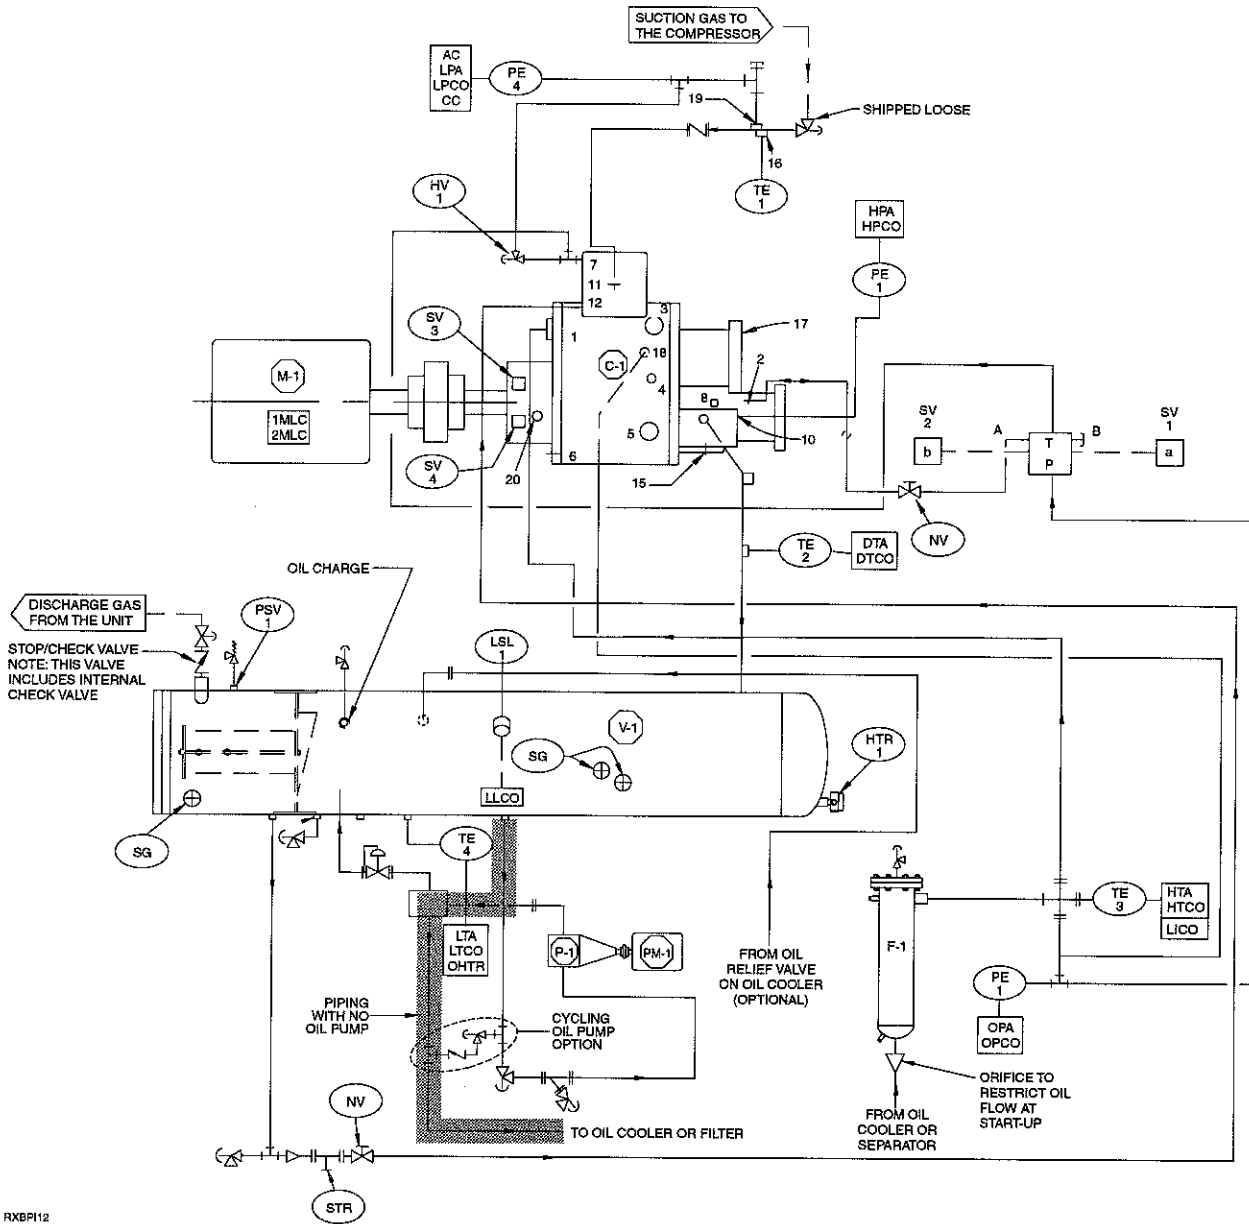 SUCTION GAS TO
THE COMPRESSOR
AC
LPA
LPCO
CC
PE
4
19
SHIPPED LOOSE
16
TE
1
HV
1
HPA
HPCO
PE
1
7
11
12
SV
3
3
17
1
18
C-1
M-1
4
2
1MLC
2MLC
8
SV
2
SV
1
A
T
B
5
10
b
P
a
6
SV
4
20
15
NV
TE
2
DTA
DTCO
OIL CHARGE
DISCHARGE GAS
FROM THE UNIT
PSV
1
STOP/CHECK VALVE
NOTE: THIS VALVE
INCLUDES INTERNAL
CHECK VALVE
LSL
1
V-1
SG
HTR
1
LLCO
SG
TE
4
TE
3
HTA
HTCO
LICO
F-1
LTA
LTCO
OHTR
P-1
PM-1
FROM OIL
RELIEF VALVE
ON OIL COOLER
(OPTIONAL)
PE
1
PIPING
WITH NO
OIL PUMP
CYCLING
OIL PUMP
OPTION
OPA
OPCO
ORIFICE TO
RESTRICT OIL
FLOW AT
START-UP
NV
TO OIL COOLER OR FILTER
FROM OIL
COOLER OR
SEPARATOR
STR
RXBPI12